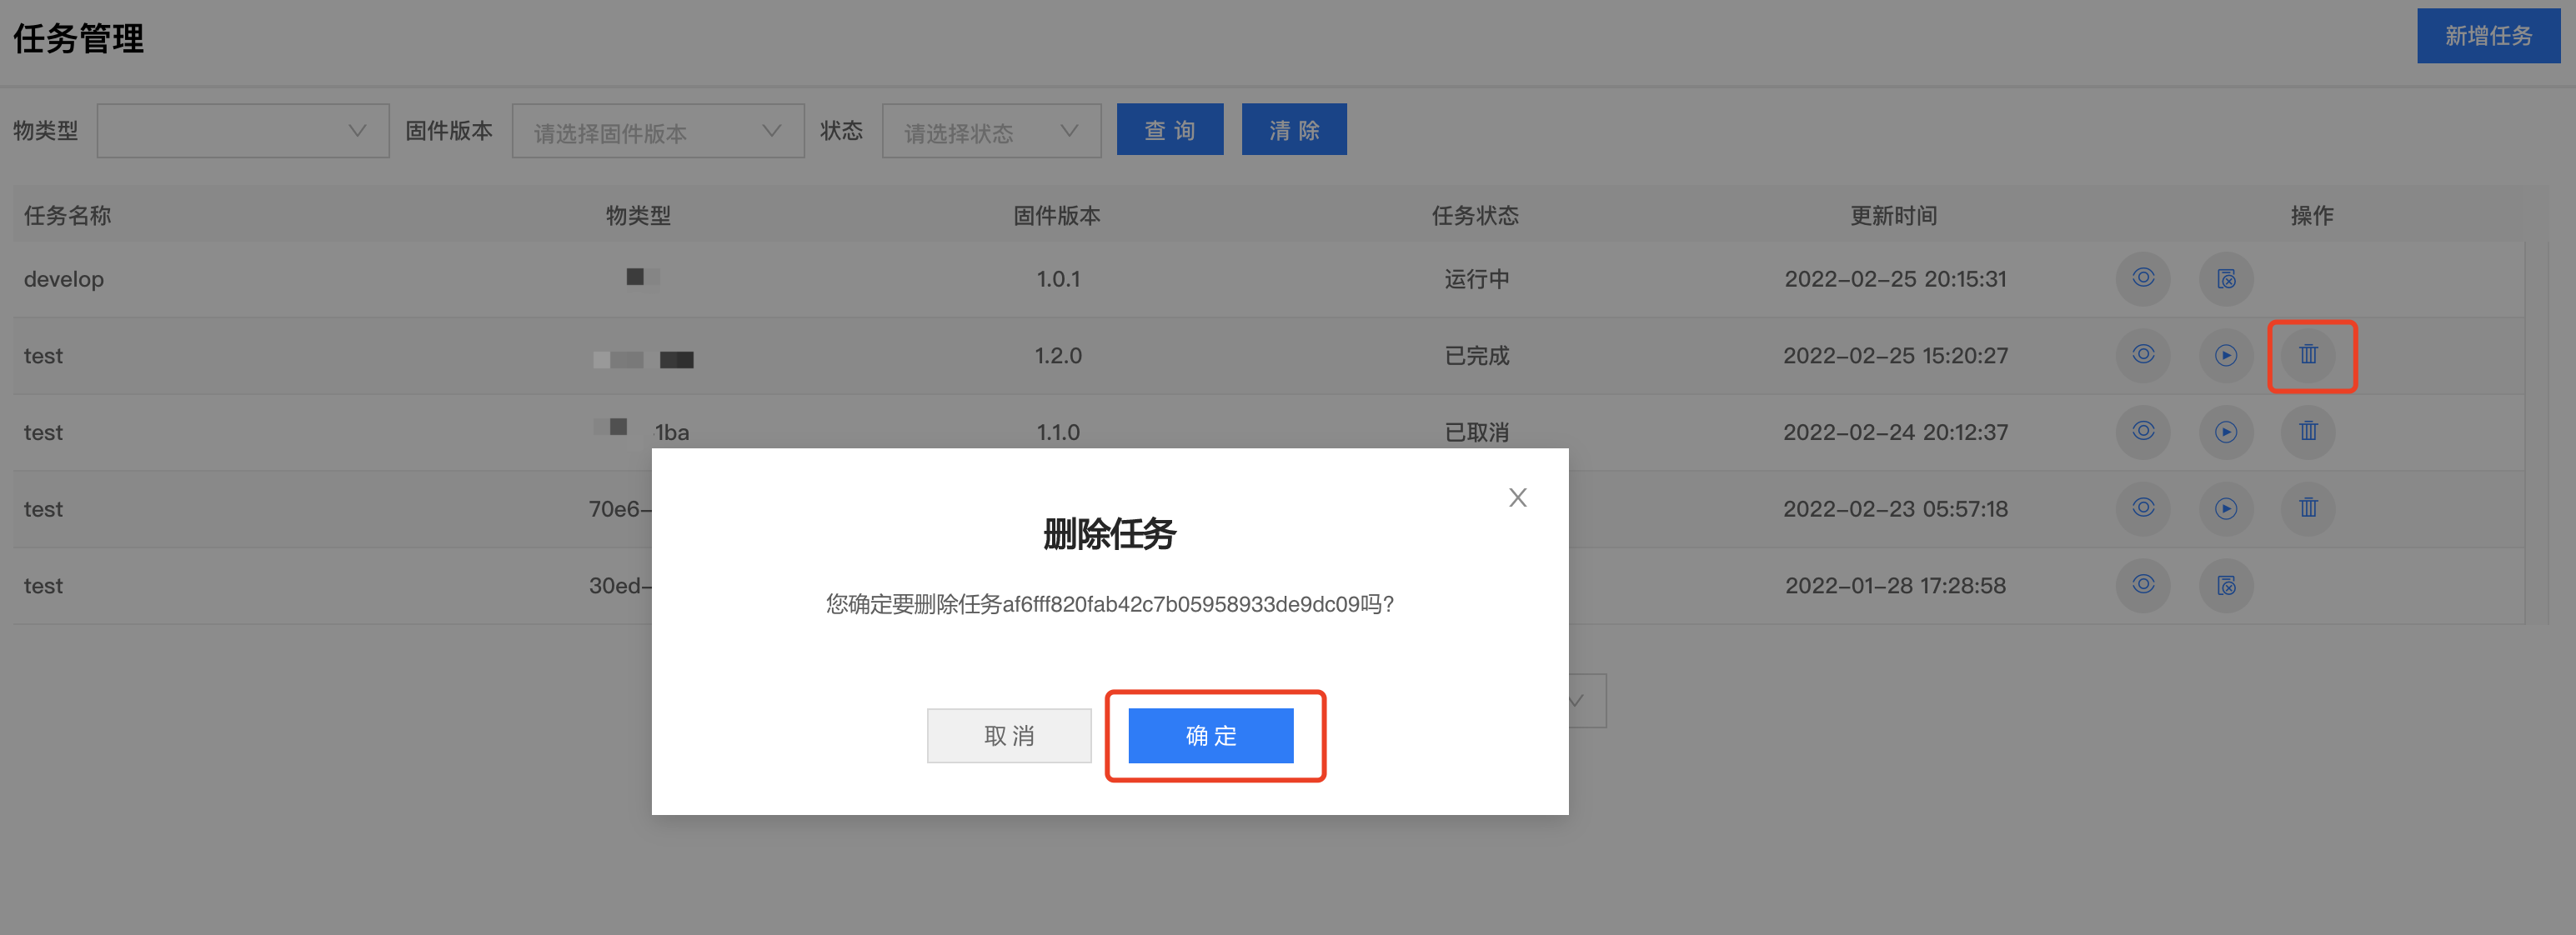 任务管理
新增任务
物类型 固件版本 请选择固件版本 状态 请选择状态 查 询 清 除
任务名称 物类型 固件版本 任务状态 更新时间 操作
develop 1.0.1 运行中 2022-02-25 20:15:31
test 1.2.0 已完成 2022-02-25 15:20:27
test 1ba 1.1.0 已取消 2022-02-24 20:12:37
test 70e6- 2022-02-23 05:57:18
test 30ed- 2022-01-28 17:28:58
删除任务
您确定要删除任务af6fff820fab42c7b05958933de9dc09吗?
取 消 确 定